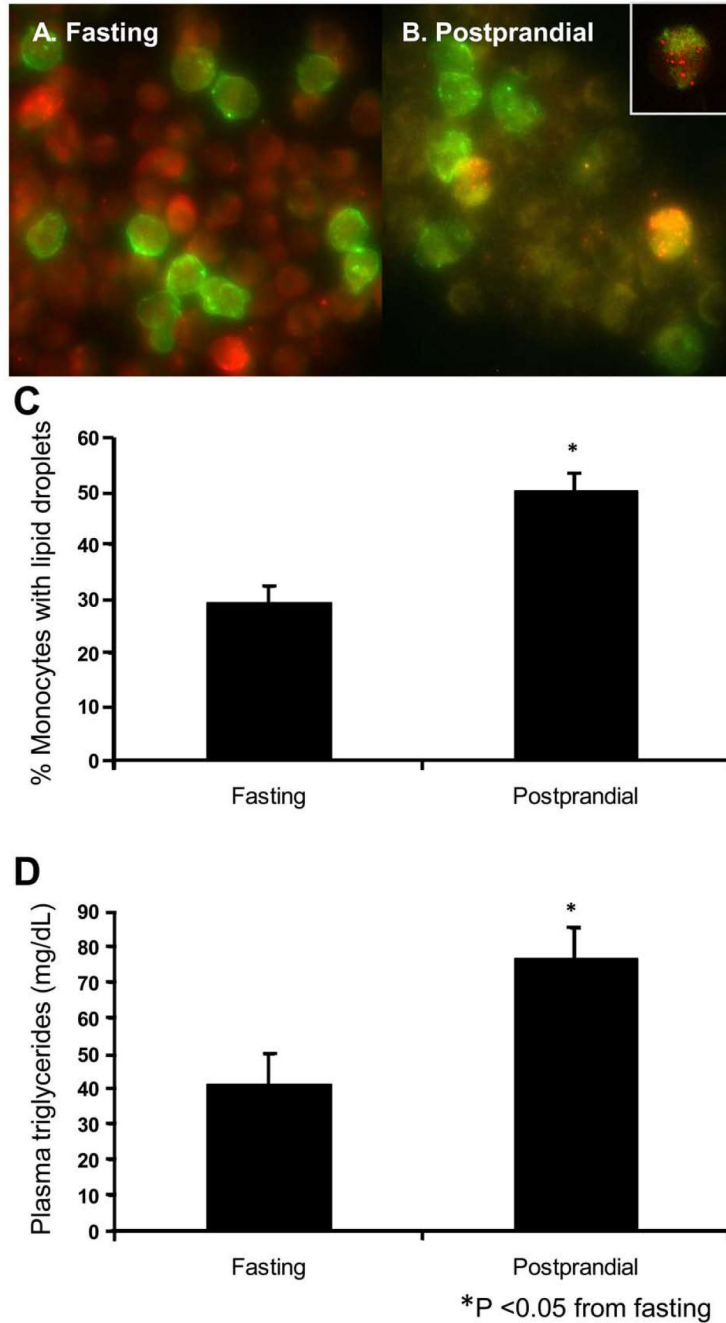 A. Fasting
B. Postprandial
C
% Monocytes with lipid droplets
60
50
40
30
20
10
0
*
Fasting
Postprandial
D
Plasma triglycerides (mg/dL)
90
80
70
60
50
40
30
20
10
0
*
Fasting
Postprandial
*P <0.05 from fasting